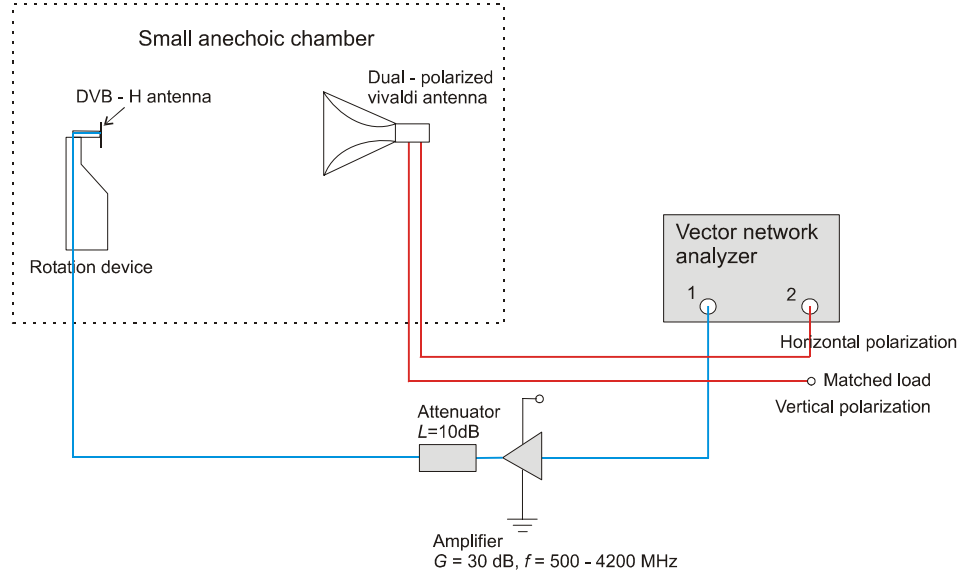 Small anechoic chamber
DVB - H antenna
Dual - polarized
vivaldi antenna
Rotation device
Vector network
analyzer
1
2
Horizontal polarization
Matched load
Vertical polarization
Attenuator
L=10dB
Amplifier
G = 30 dB, f = 500 - 4200 MHz